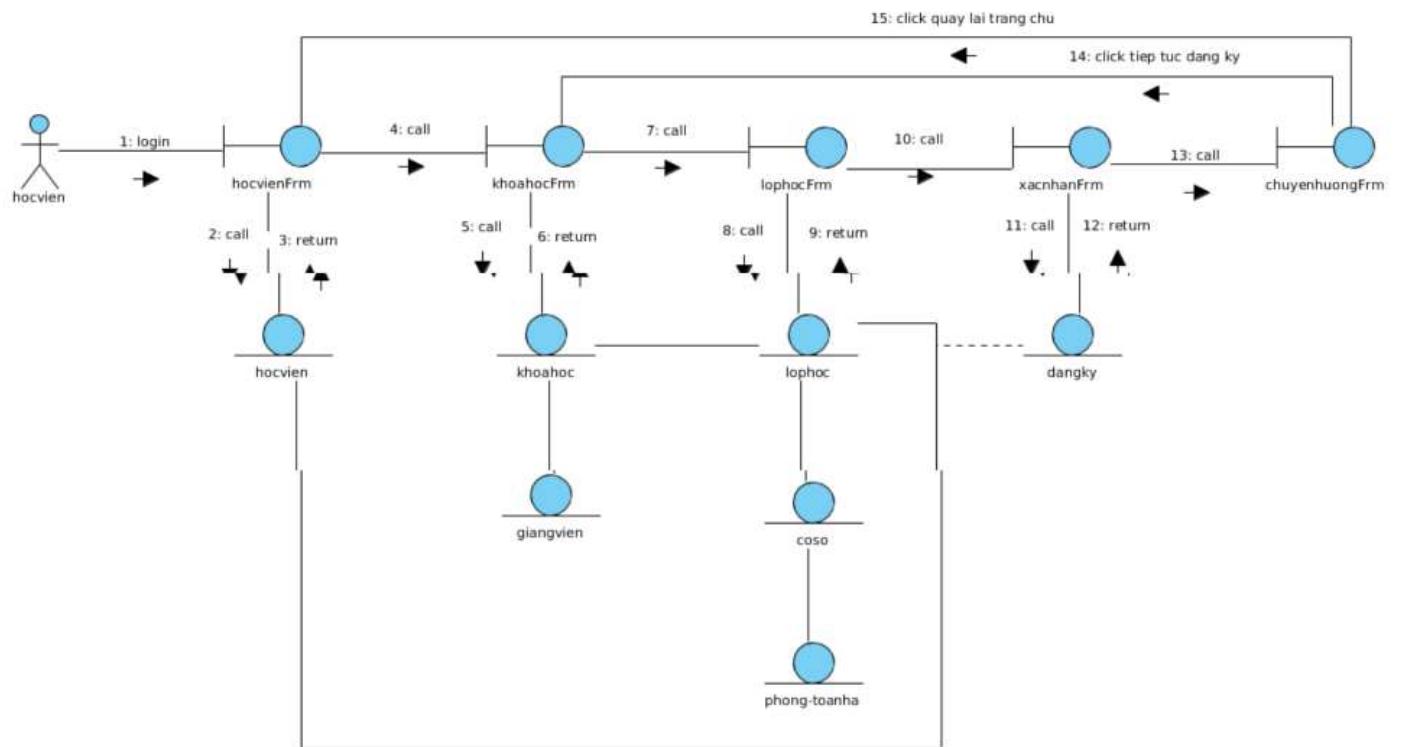 15: click quay lai trang chu
14: click tiep tuc dang ky
1: login
4: call
7: call
10: call
13: call
hocvien
hocvienFrm
khoahocFrm
lophocFrm
xacnhanFrm
chuyenhuongFrm
2: call
3: return
5: call
6: return
8: call
9: return
11: call
12: return
hocvien
khoahoc
lophoc
dangky
giangvien
coso
phong-toanha